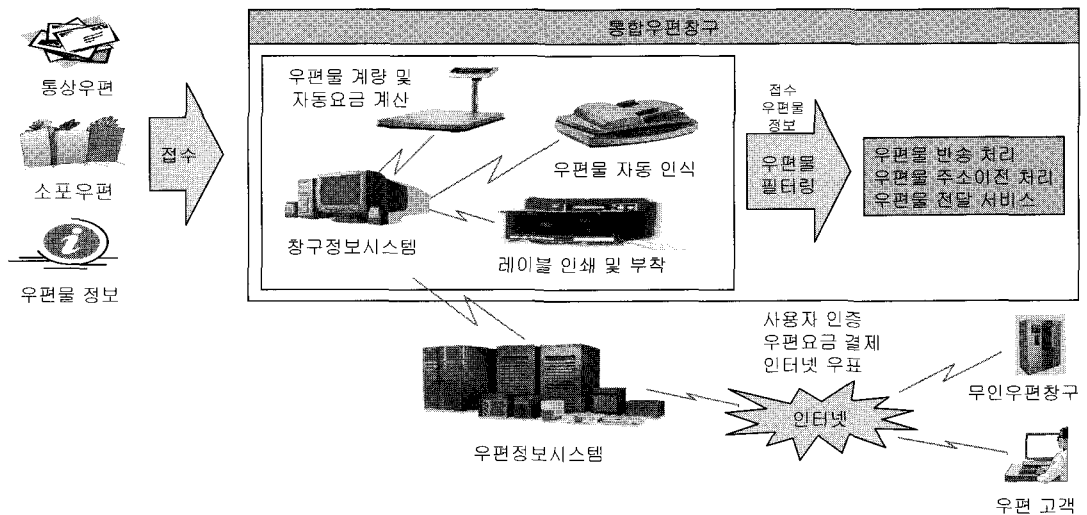 통합우편창구
통상우편
소포우편
우편물 정보
접수
우편물 계량 및
자동요금 계산
우편물 자동 인식
창구정보시스템
레이블 인쇄 및 부착
접수
우편물
정보
우편물
필터링
우편물 반송 처리
우편물 주소이전 처리
우편물 전달 서비스
우편정보시스템
사용자 인증
우편요금 결제
인터넷 우표
인터넷
무인우편창구
우편 고객